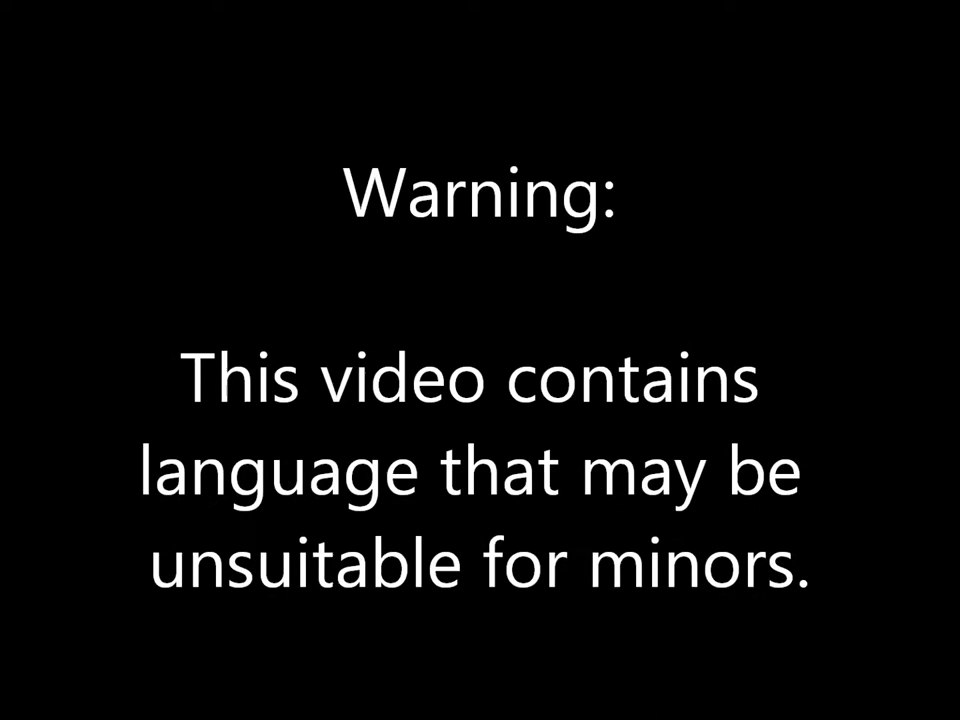 Warning:
This video contains
language that may be
unsuitable for minors.